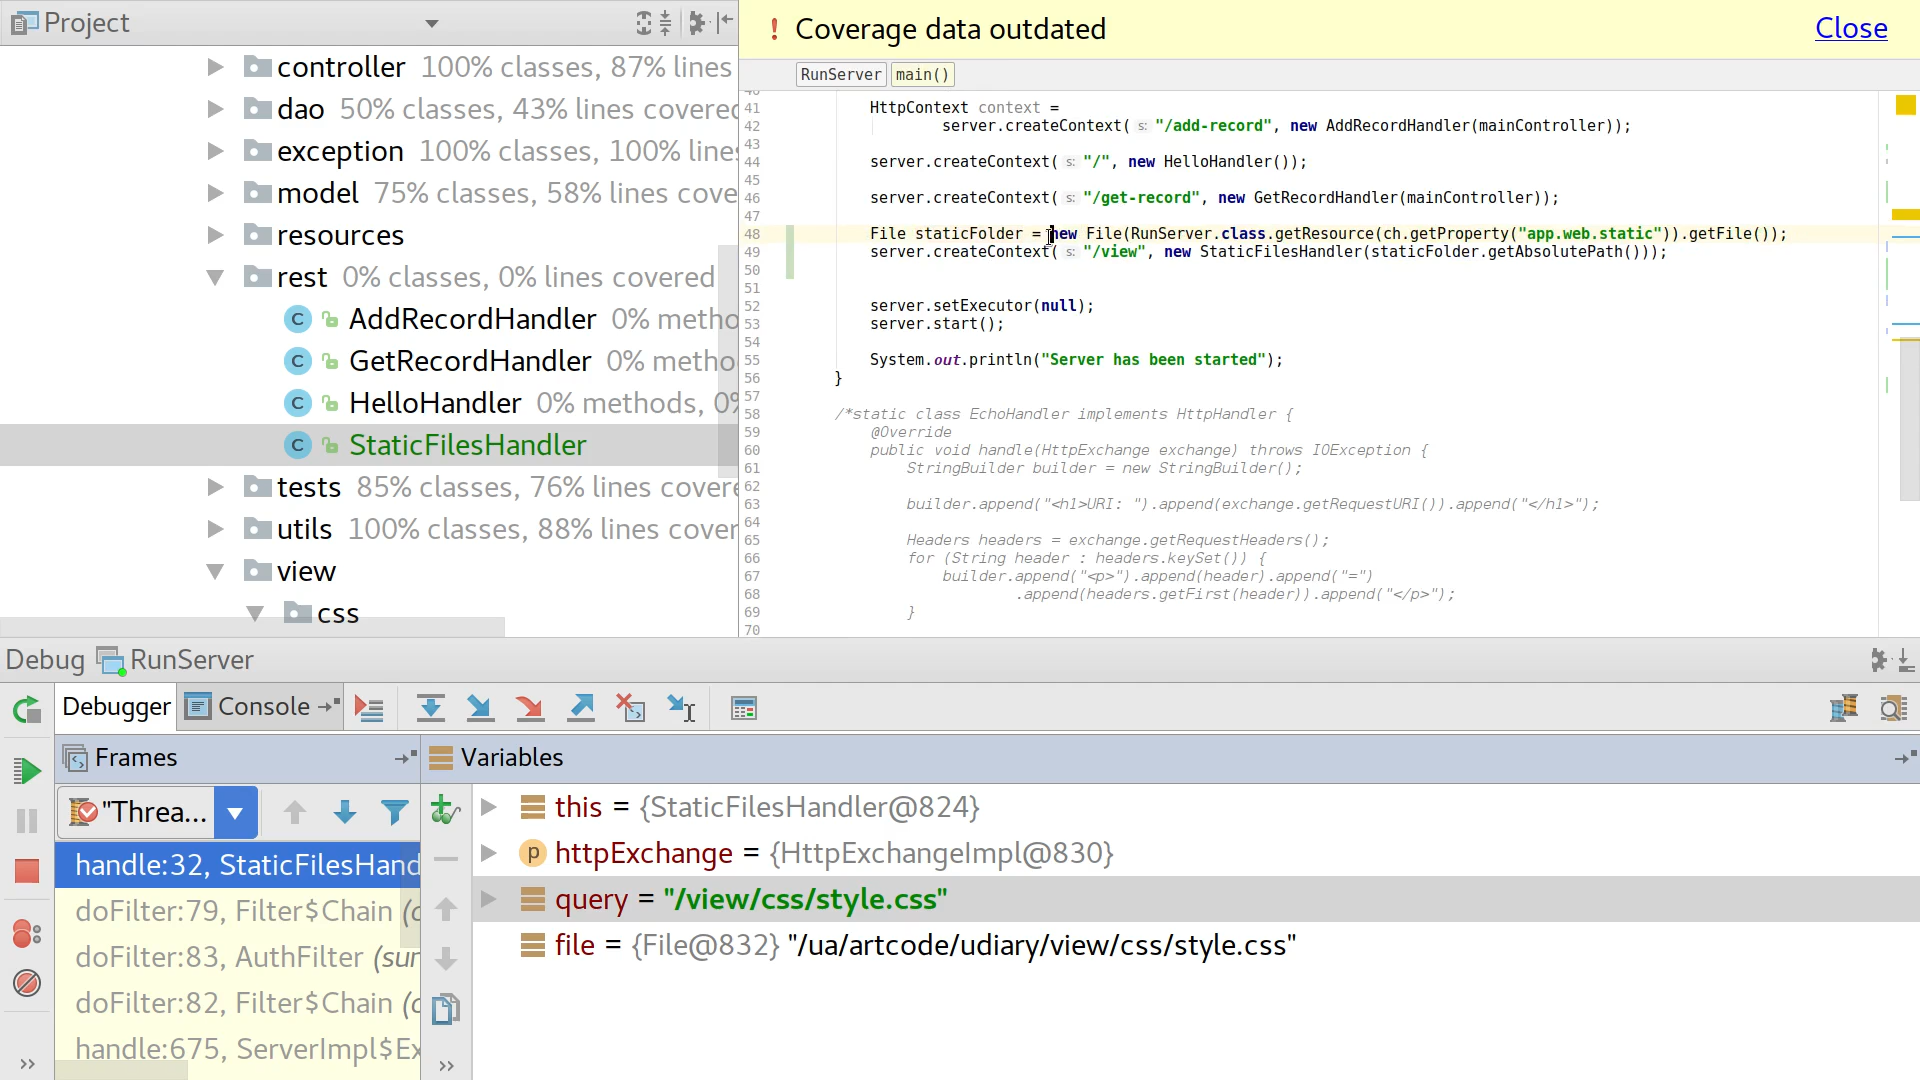 Project
controller 100% classes, 87% lines
dao 50% classes, 43% lines covered
exception 100% classes, 100% lines
model 75% classes, 58% lines cove
resources
rest 0% classes, 0% lines covered
C AddRecordHandler 0% metho
C GetRecordHandler 0% metho
C HelloHandler 0% methods, 0%
C StaticFilesHandler
tests 85% classes, 76% lines covere
utils 100% classes, 88% lines cover
view
css
! Coverage data outdated Close
RunServer main()
41 HttpContext context =
42 server.createContext( s: "/add-record", new AddRecordHandler(mainController));
43
44 server.createContext( s: "/", new HelloHandler());
45
46 server.createContext( s: "/get-record", new GetRecordHandler(mainController));
47
48 File staticFolder = new File(RunServer.class.getResource(ch.getProperty("app.web.static")).getFile());
49 server.createContext( s: "/view", new StaticFilesHandler(staticFolder.getAbsolutePath()));
50
51
52 server.setExecutor(null);
53 server.start();
54
55 System.out.println("Server has been started");
56 }
57
58 /*static class EchoHandler implements HttpHandler {
59 @Override
60 public void handle(HttpExchange exchange) throws IOException {
61 StringBuilder builder = new StringBuilder();
62
63 builder.append("<h1>URI: ").append(exchange.getRequestURI()).append("</h1>");
64
65 Headers headers = exchange.getRequestHeaders();
66 for (String header : headers.keySet()) {
67 builder.append("<p>").append(header).append("=")
68 .append(headers.getFirst(header)).append("</p>");
69 }
70
Debug RunServer
Debugger Console
Frames
"Threa...
handle:32, StaticFilesHand
doFilter:79, Filter$Chain (c
doFilter:83, AuthFilter (sur
doFilter:82, Filter$Chain (c
handle:675, ServerImpl$Ex
Variables
this = {StaticFilesHandler@824}
p httpExchange = {HttpExchangeImpl@830}
query = "/view/css/style.css"
file = {File@832} "/ua/artcode/udiary/view/css/style.css"